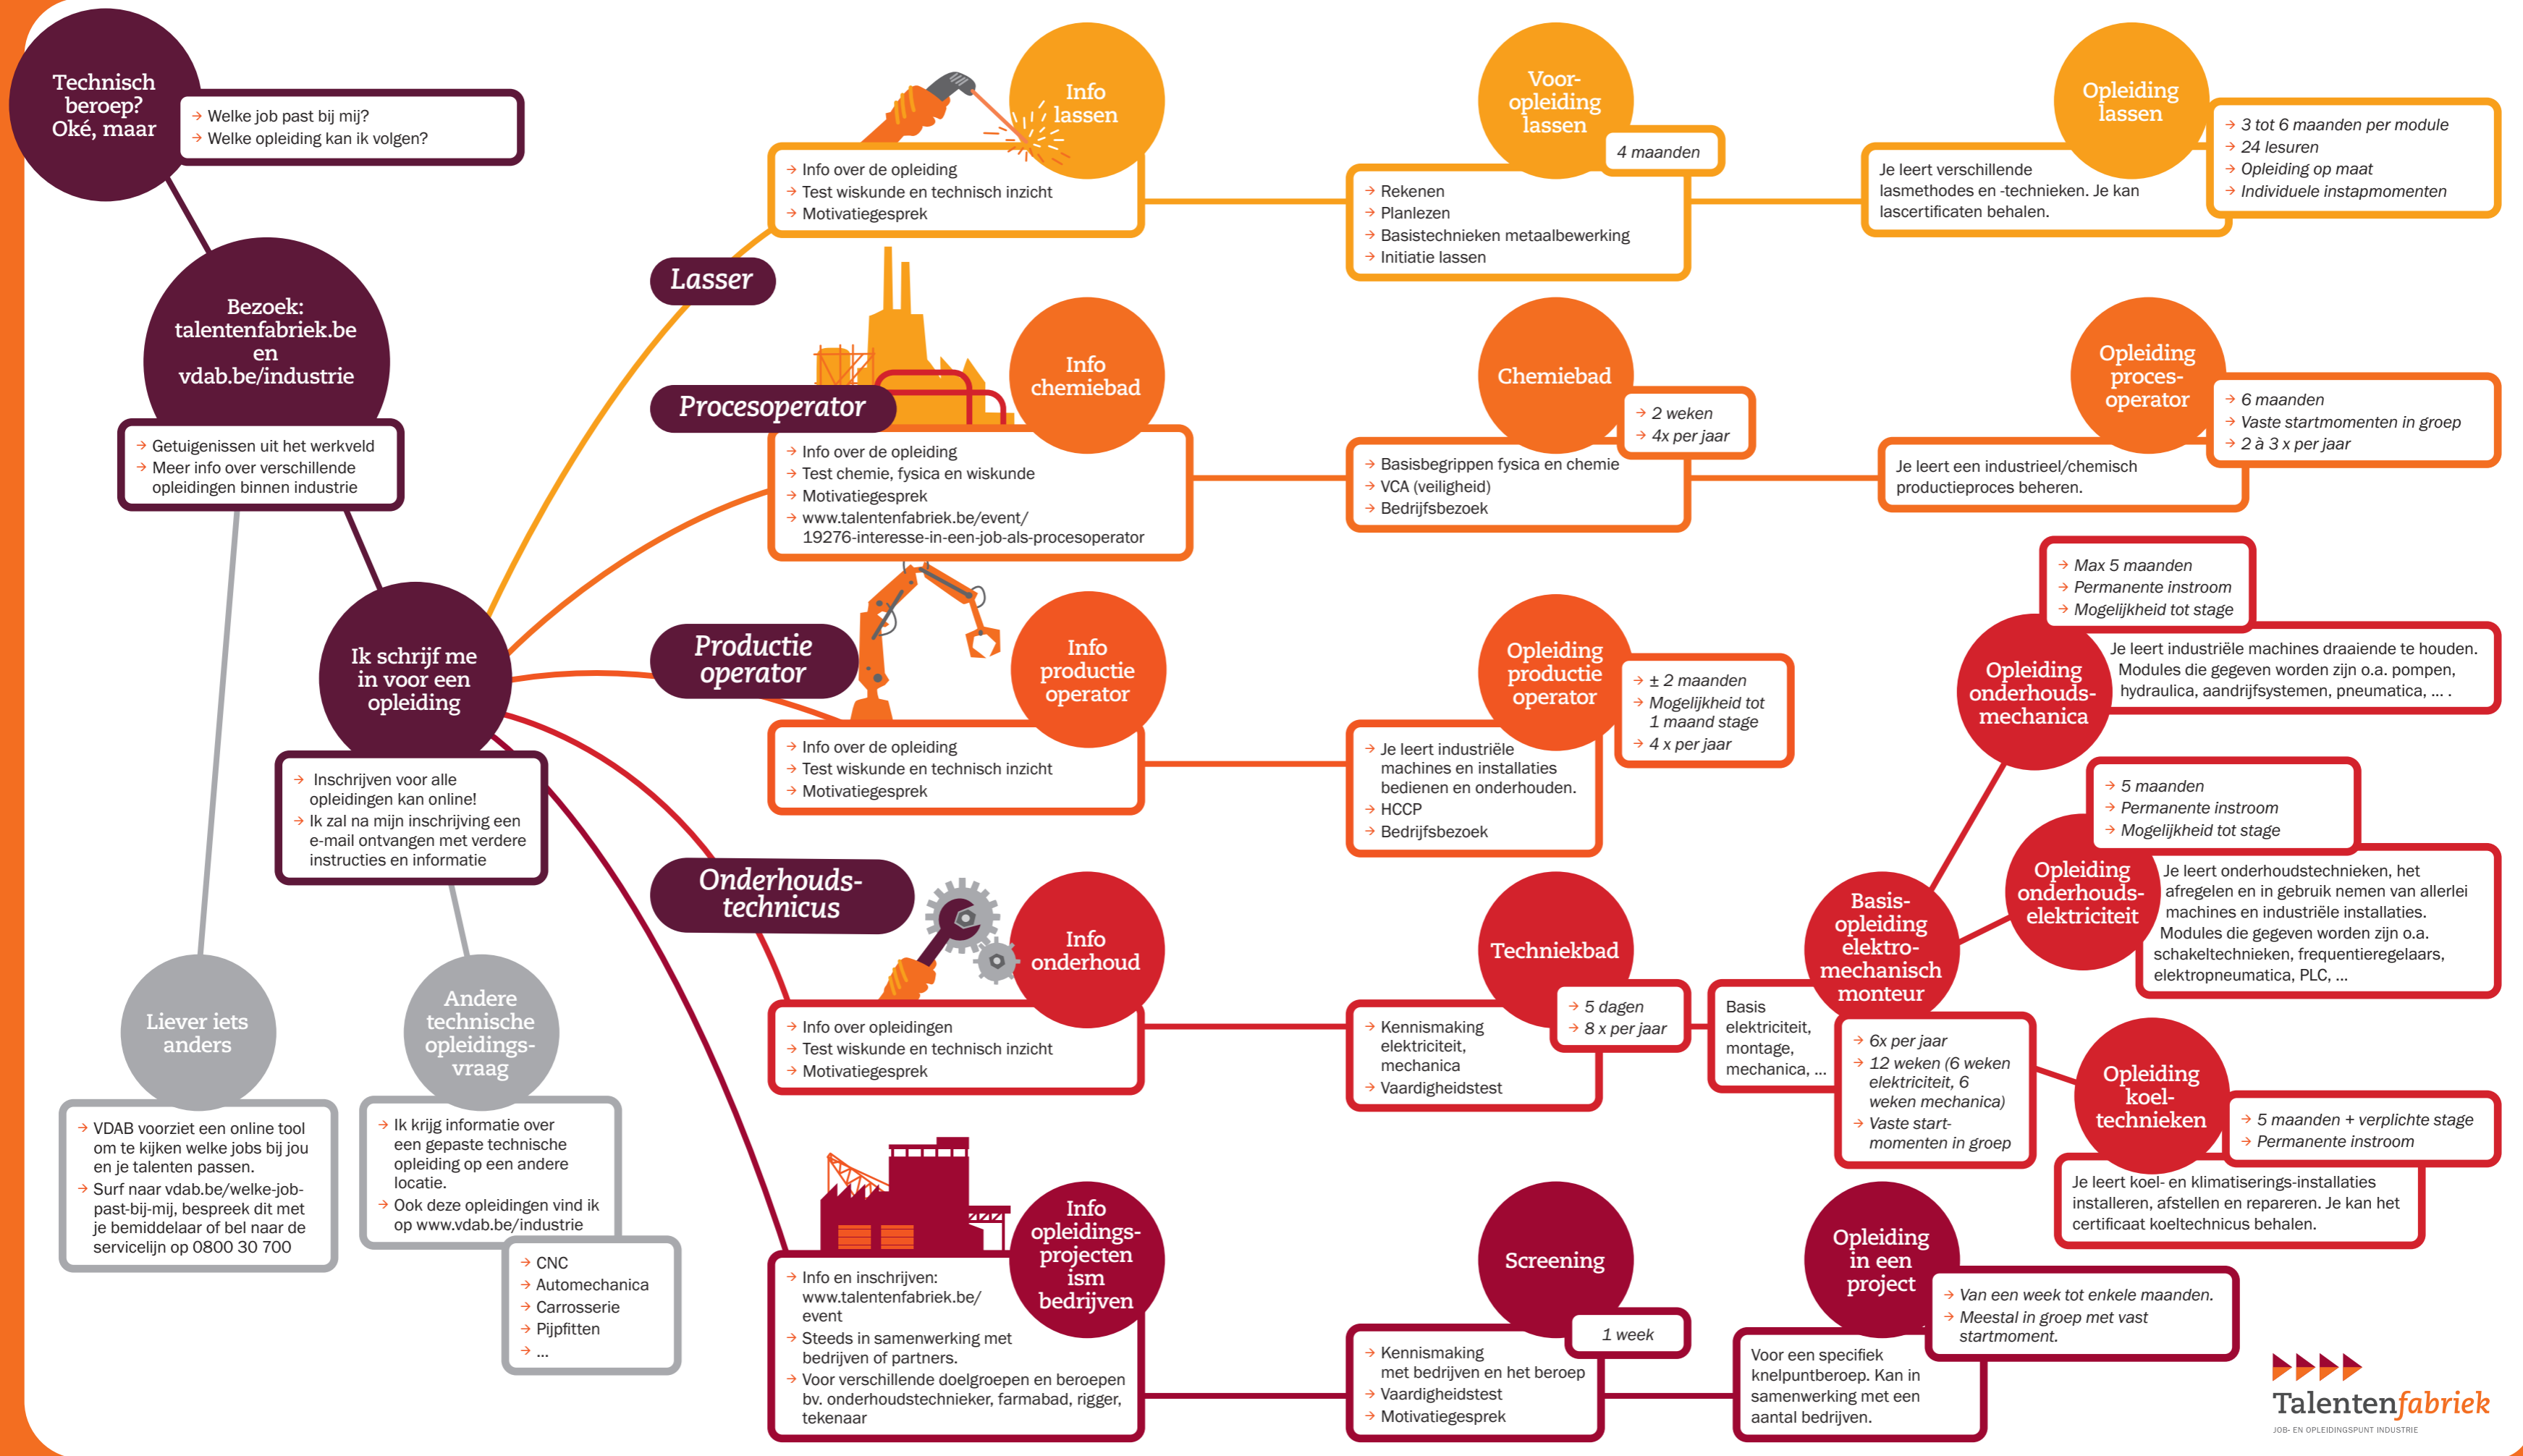 Technisch
beroep?
Oké, maar
→ Welke job past bij mij?
→ Welke opleiding kan ik volgen?
Bezoek:
talentenfabriek.be
en
vdab.be/industrie
→ Getuigenissen uit het werkveld
→ Meer info over verschillende
opleidingen binnen industrie
Ik schrijf me
in voor een
opleiding
→ Inschrijven voor alle
opleidingen kan online!
→ Ik zal na mijn inschrijving een
e-mail ontvangen met verdere
instructies en informatie
Liever iets
anders
→ VDAB voorziet een online tool
om te kijken welke jobs bij jou
en je talenten passen.
→ Surf naar vdab.be/welke-job-
past-bij-mij, bespreek dit met
je bemiddelaar of bel naar de
servicelijn op 0800 30 700
Andere
technische
opleidings-
vraag
→ Ik krijg informatie over
een gepaste technische
opleiding op een andere
locatie.
→ Ook deze opleidingen vind ik
op www.vdab.be/industrie
→ CNC
→ Automechanica
→ Carrosserie
→ Pijpfitten
→ ...
Lasser
Info
lassen
→ Info over de opleiding
→ Test wiskunde en technisch inzicht
→ Motivatiegesprek
Voor-
opleiding
lassen
4 maanden
→ Rekenen
→ Planlezen
→ Basistechnieken metaalbewerking
→ Initiatie lassen
Opleiding
lassen
→ 3 tot 6 maanden per module
→ 24 lesuren
→ Opleiding op maat
→ Individuele instapmomenten
Je leert verschillende
lasmethodes en -technieken. Je kan
lascertificaten behalen.
Procesoperator
Info
chemiebad
→ Info over de opleiding
→ Test chemie, fysica en wiskunde
→ Motivatiegesprek
→ www.talentenfabriek.be/event/
19276-interesse-in-een-job-als-procesoperator
Chemiebad
→ 2 weken
→ 4x per jaar
→ Basisbegrippen fysica en chemie
→ VCA (veiligheid)
→ Bedrijfsbezoek
Opleiding
proces-
operator
→ 6 maanden
→ Vaste startmomenten in groep
→ 2 à 3 x per jaar
Je leert een industrieel/chemisch
productieproces beheren.
Productie
operator
Info
productie
operator
→ Info over de opleiding
→ Test wiskunde en technisch inzicht
→ Motivatiegesprek
Opleiding
productie
operator
→ ± 2 maanden
→ Mogelijkheid tot
1 maand stage
→ 4 x per jaar
→ Je leert industriële
machines en installaties
bedienen en onderhouden.
→ HCCP
→ Bedrijfsbezoek
Onderhouds-
technicus
Info
onderhoud
→ Info over opleidingen
→ Test wiskunde en technisch inzicht
→ Motivatiegesprek
Techniekbad
→ 5 dagen
→ 8 x per jaar
→ Kennismaking
elektriciteit,
mechanica
→ Vaardigheidstest
Basis-
opleiding
elektro-
mechanisch
monteur
Basis
elektriciteit,
montage,
mechanica, ...
→ 6x per jaar
→ 12 weken (6 weken
elektriciteit, 6
weken mechanica)
→ Vaste start-
momenten in groep
→ Max 5 maanden
→ Permanente instroom
→ Mogelijkheid tot stage
Opleiding
onderhouds-
mechanica
Je leert industriële machines draaiende te houden.
Modules die gegeven worden zijn o.a. pompen,
hydraulica, aandrijfsystemen, pneumatica, ... .
→ 5 maanden
→ Permanente instroom
→ Mogelijkheid tot stage
Opleiding
onderhouds-
elektriciteit
Je leert onderhoudstechnieken, het
afregelen en in gebruik nemen van allerlei
machines en industriële installaties.
Modules die gegeven worden zijn o.a.
schakeltechnieken, frequentieregelaars,
elektropneumatica, PLC, ...
Opleiding
koel-
technieken
→ 5 maanden + verplichte stage
→ Permanente instroom
Je leert koel- en klimatiserings-installaties
installeren, afstellen en repareren. Je kan het
certificaat koeltechnicus behalen.
Info
opleidings-
projecten
ism
bedrijven
→ Info en inschrijven:
www.talentenfabriek.be/
event
→ Steeds in samenwerking met
bedrijven of partners.
→ Voor verschillende doelgroepen en beroepen
bv. onderhoudstechnieker, farmabad, rigger,
tekenaar
Screening
1 week
→ Kennismaking
met bedrijven en het beroep
→ Vaardigheidstest
→ Motivatiegesprek
Opleiding
in een
project
→ Van een week tot enkele maanden.
→ Meestal in groep met vast
startmoment.
Voor een specifiek
knelpuntberoep. Kan in
samenwerking met een
aantal bedrijven.
Talentenfabriek
JOB- EN OPLEIDINGSPUNT INDUSTRIE